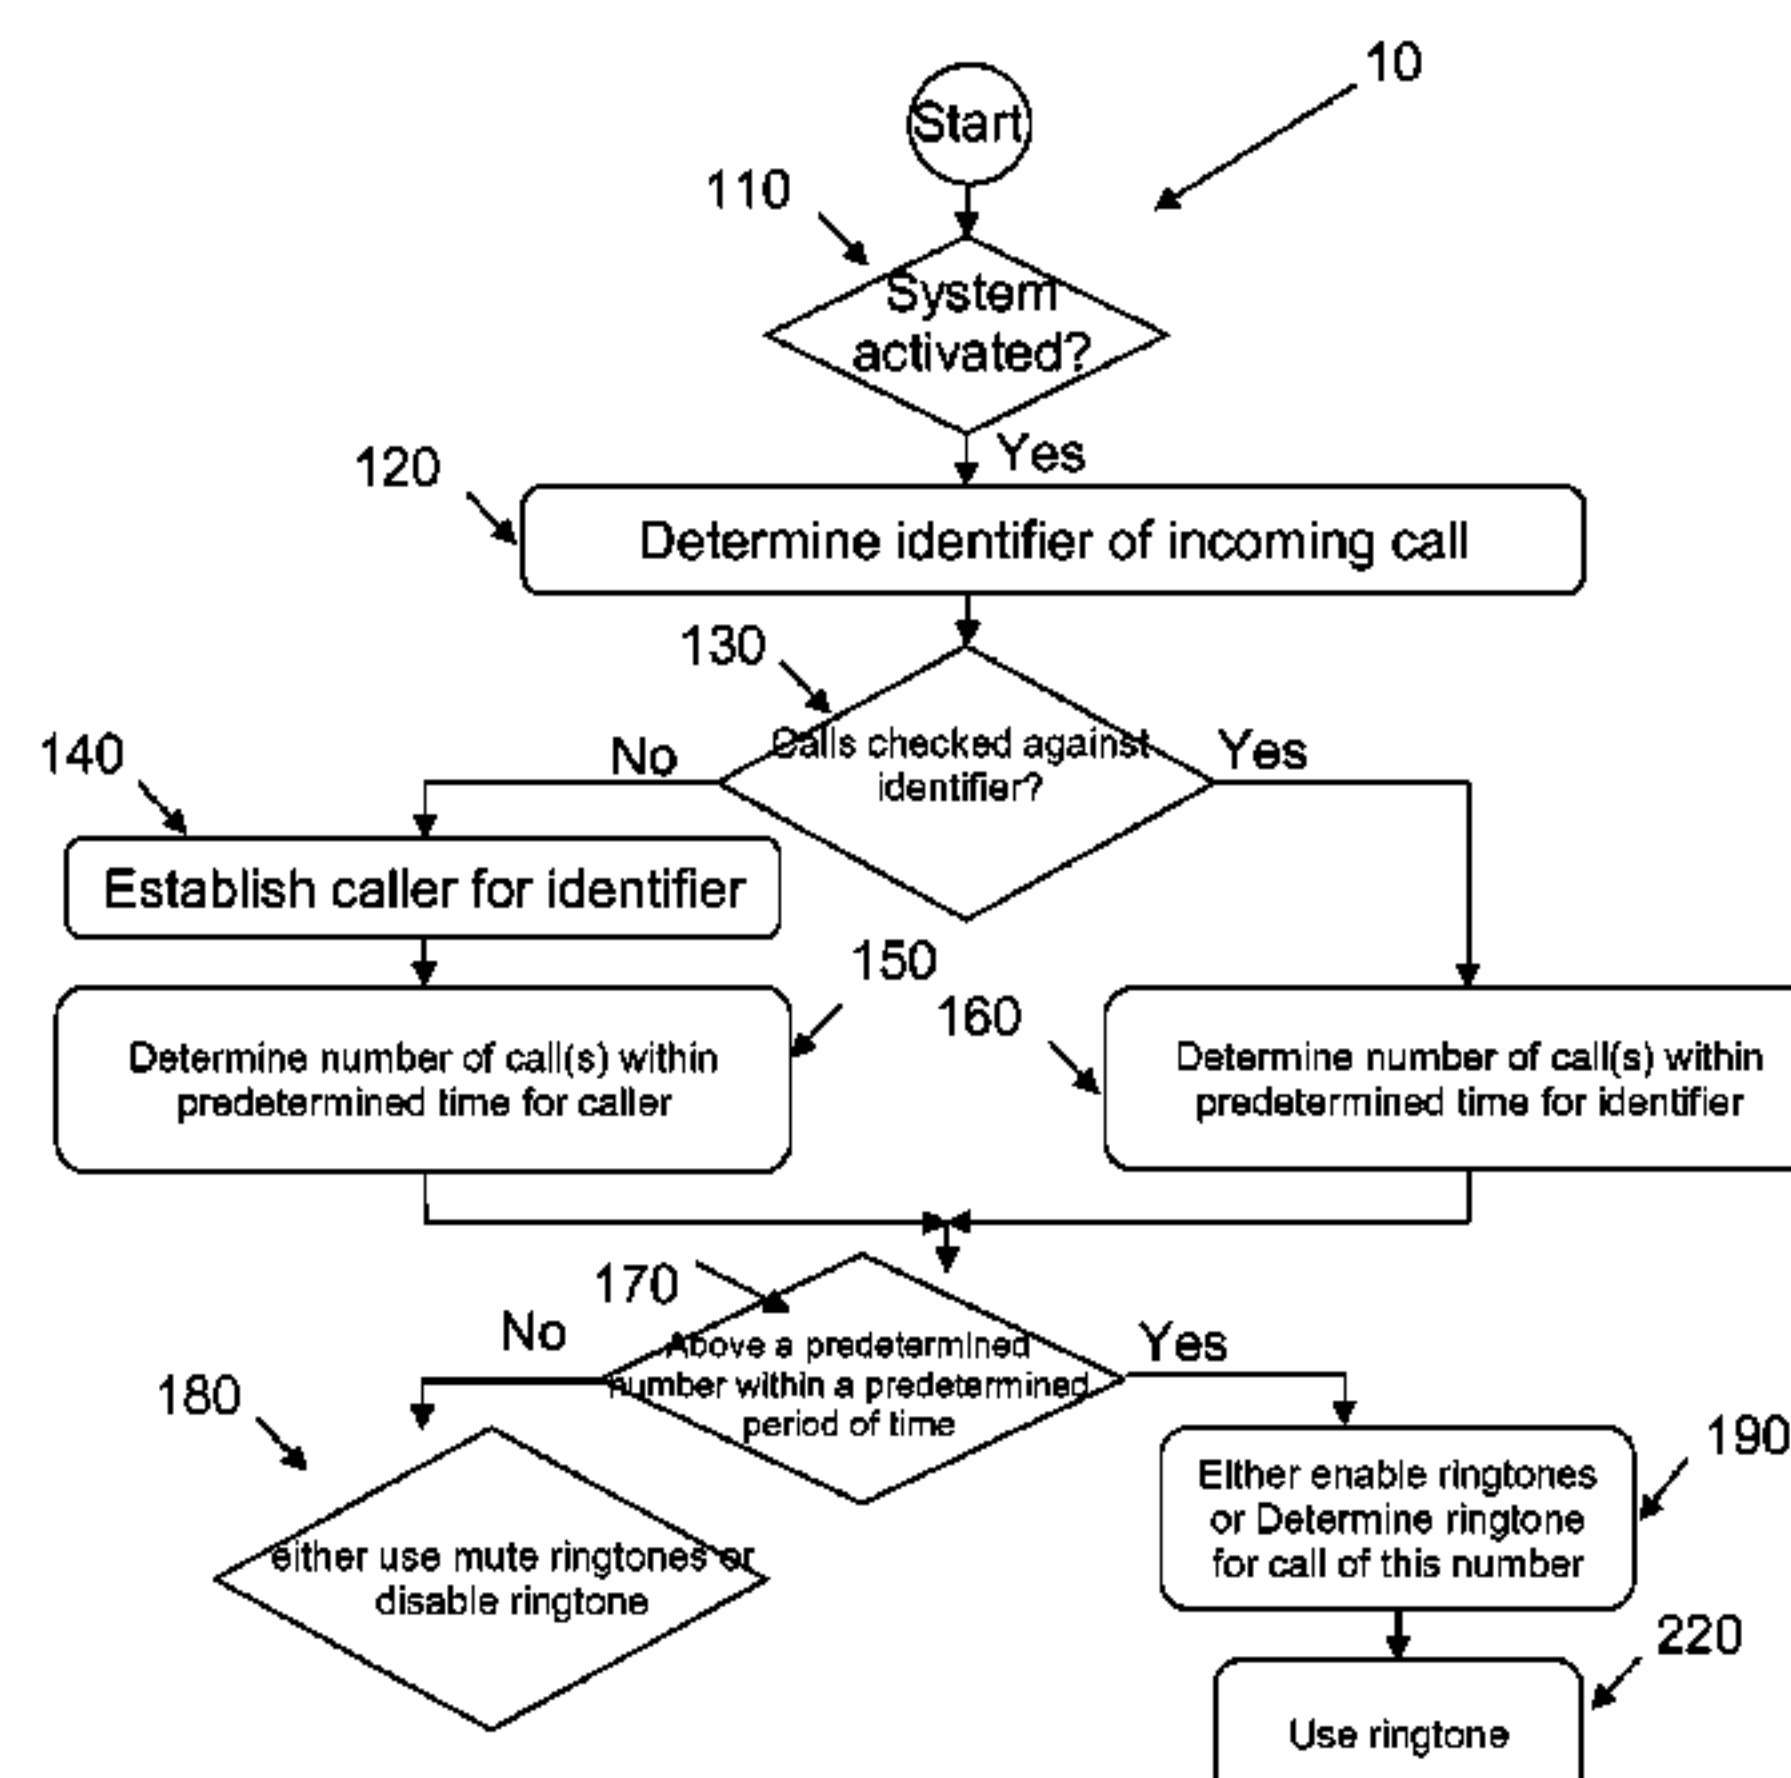 10
Start
110
System
activated?
Yes
120
Determine identifier of incoming call
130
Calls checked against
identifier?
No
Yes
140
Establish caller for identifier
150
160
Determine number of call(s) within
predetermined time for caller
Determine number of call(s) within
predetermined time for identifier
170
No
Above a predetermined
number within a predetermined
period of time
Yes
180
190
either use mute ringtones or
disable ringtone
Either enable ringtones
or Determine ringtone
for call of this number
220
Use ringtone